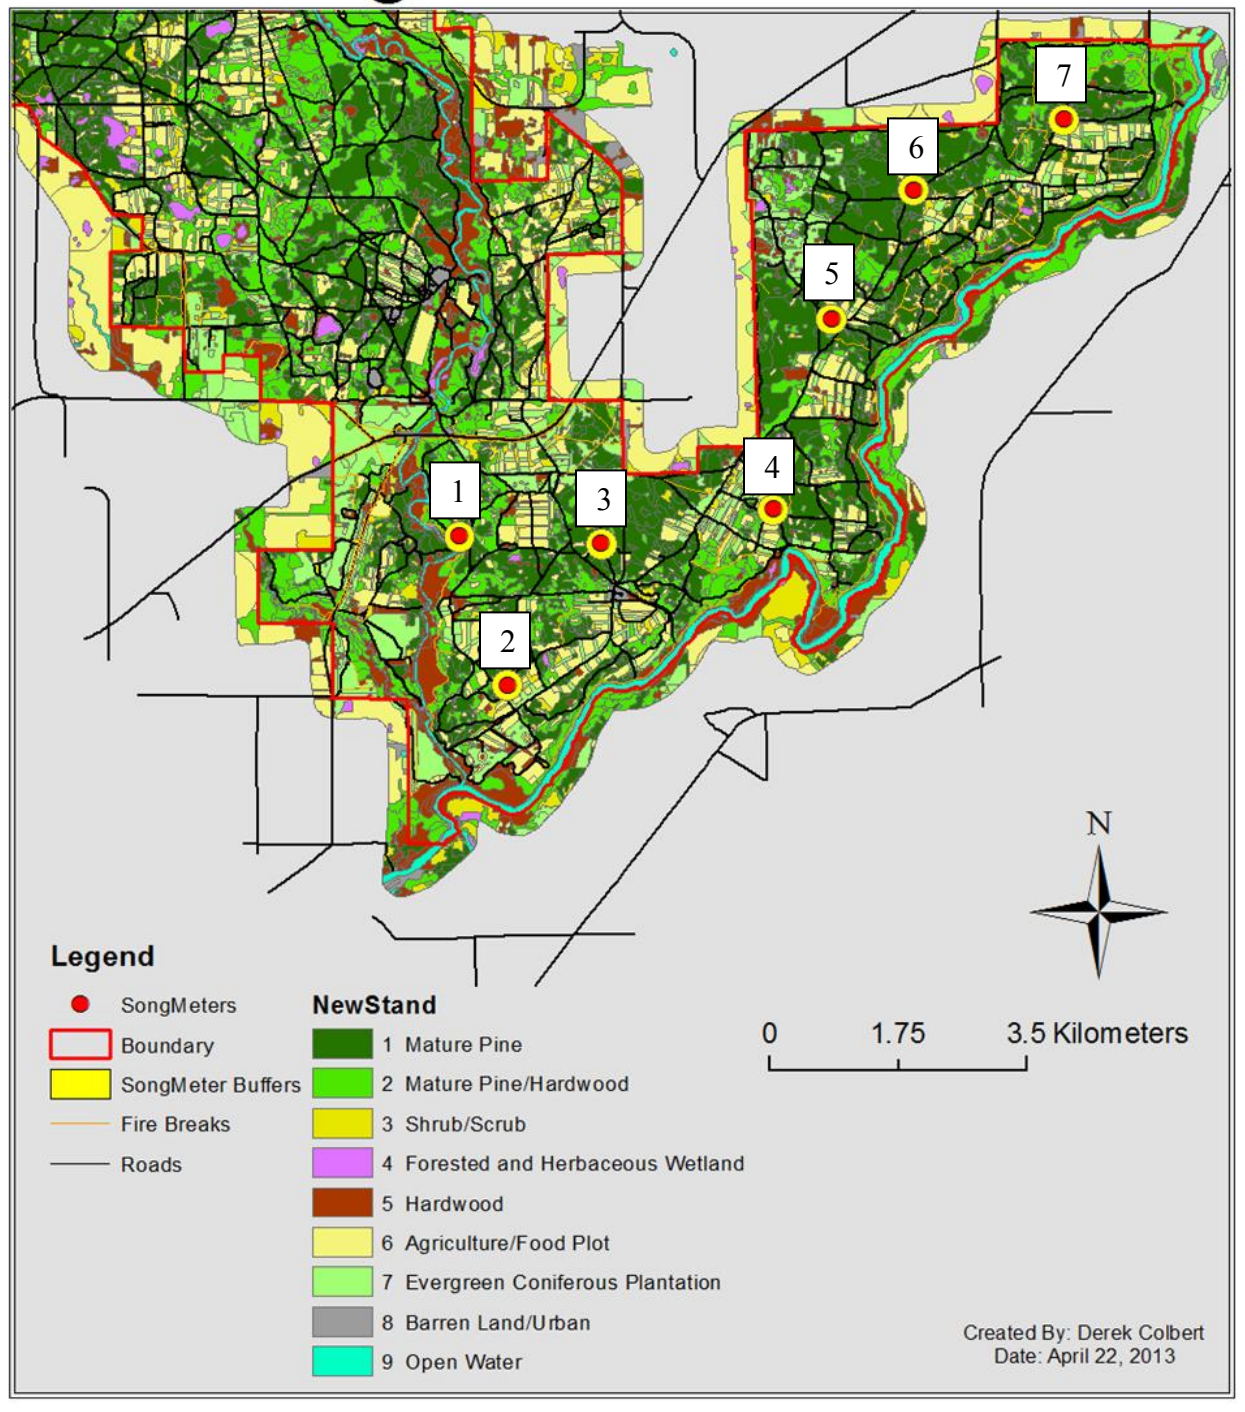 7
6
5
4
1
3
2
N
Legend
SongMeters
Boundary
SongMeter Buffers
Fire Breaks
Roads
NewStand
1 Mature Pine
2 Mature Pine/Hardwood
3 Shrub/Scrub
4 Forested and Herbaceous Wetland
5 Hardwood
6 Agriculture/Food Plot
7 Evergreen Coniferous Plantation
8 Barren Land/Urban
9 Open Water
0 1.75 3.5 Kilometers
Created By: Derek Colbert
Date: April 22, 2013